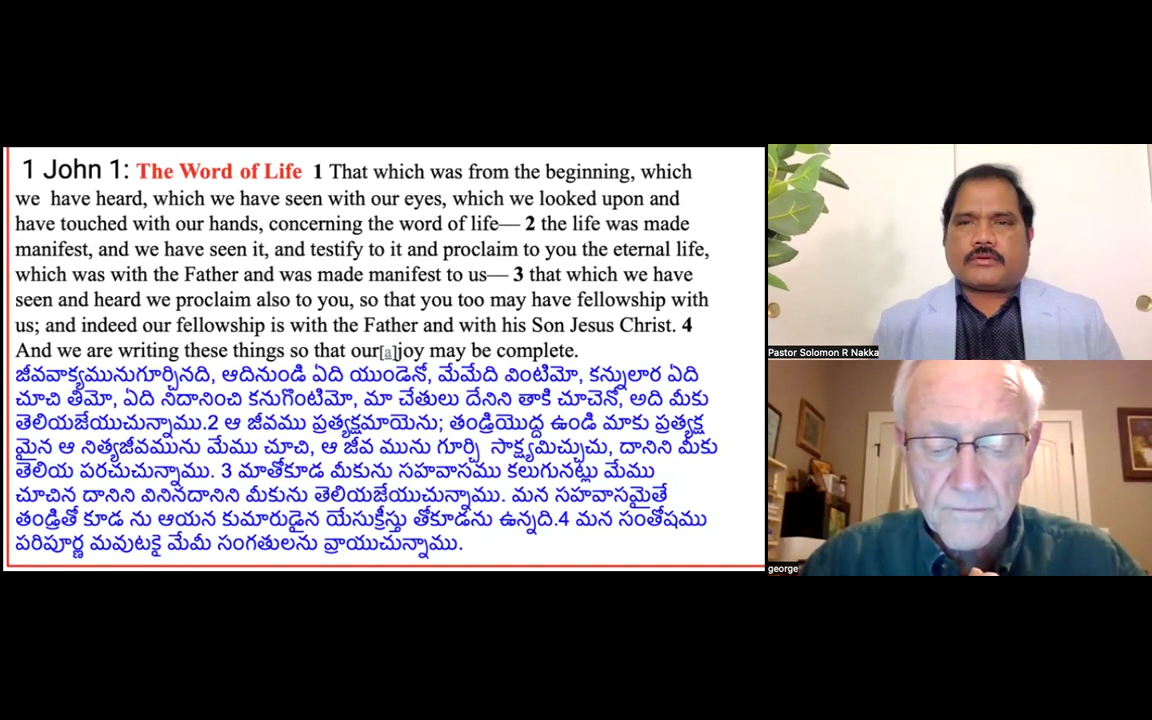 1 John 1: The Word of Life 1 That which was from the beginning, which
we have heard, which we have seen with our eyes, which we looked upon and
have touched with our hands, concerning the word of life— 2 the life was made
manifest, and we have seen it, and testify to it and proclaim to you the eternal life,
which was with the Father and was made manifest to us— 3 that which we have
seen and heard we proclaim also to you, so that you too may have fellowship with
us; and indeed our fellowship is with the Father and with his Son Jesus Christ. 4
And we are writing these things so that our[a]joy may be complete.
జీవవాక్యమునుగూర్చినది, ఆదినుండి ఏది యుండెనో, మేమేది వింటిమో, కన్నులార ఏది
చూచి తిమో, ఏది నిదానించి కనుగొంటిమో, మా చేతులు దేనిని తాకి చూచెనో, అది మీకు
తెలియజేయుచున్నాము.2 ఆ జీవము ప్రత్యక్షమాయెను; తండ్రియొద్ద ఉండి మాకు ప్రత్యక్ష
మైన ఆ నిత్యజీవమును మేము చూచి, ఆ జీవ మును గూర్చి సాక్ష్యమిచ్చుచు, దానిని మీకు
తెలియ పరచుచున్నాము. 3 మాతోకూడ మీకును సహవాసము కలుగునట్లు మేము
చూచిన దానిని వినినదానిని మీకును తెలియజేయుచున్నాము. మన సహవాసమైతే
తండ్రితో కూడ ను ఆయన కుమారుడైన యేసుక్రీస్తు తోకూడను ఉన్నది.4 మన సంతోషము
పరిపూర్ణ మవుటకై మేమీ సంగతులను వ్రాయుచున్నాము.
Pastor Solomon R Nakka
george